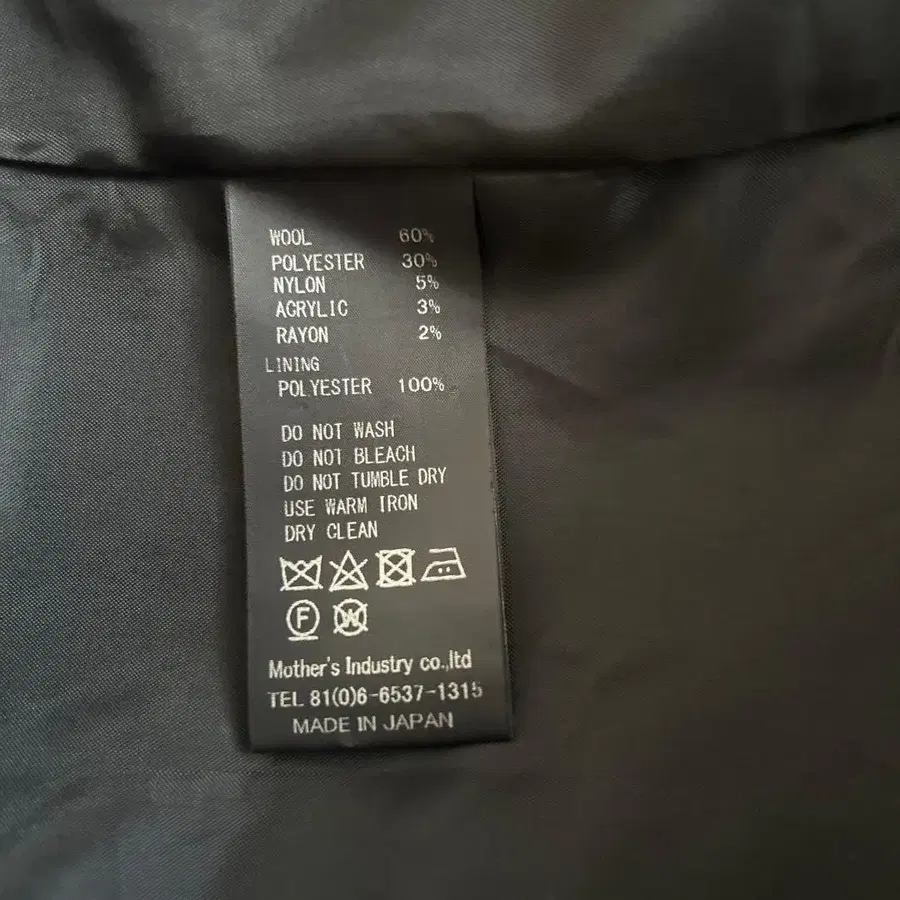 WOOL 60%
POLYESTER 30%
NYLON 5%
ACRYLIC 3%
RAYON 2%
LINING
POLYESTER 100%
DO NOT WASH
DO NOT BLEACH
DO NOT TUMBLE DRY
USE WARM IRON
DRY CLEAN
F W
Mother's Industry co.,ltd
TEL 81(0)6-6537-1315
MADE IN JAPAN